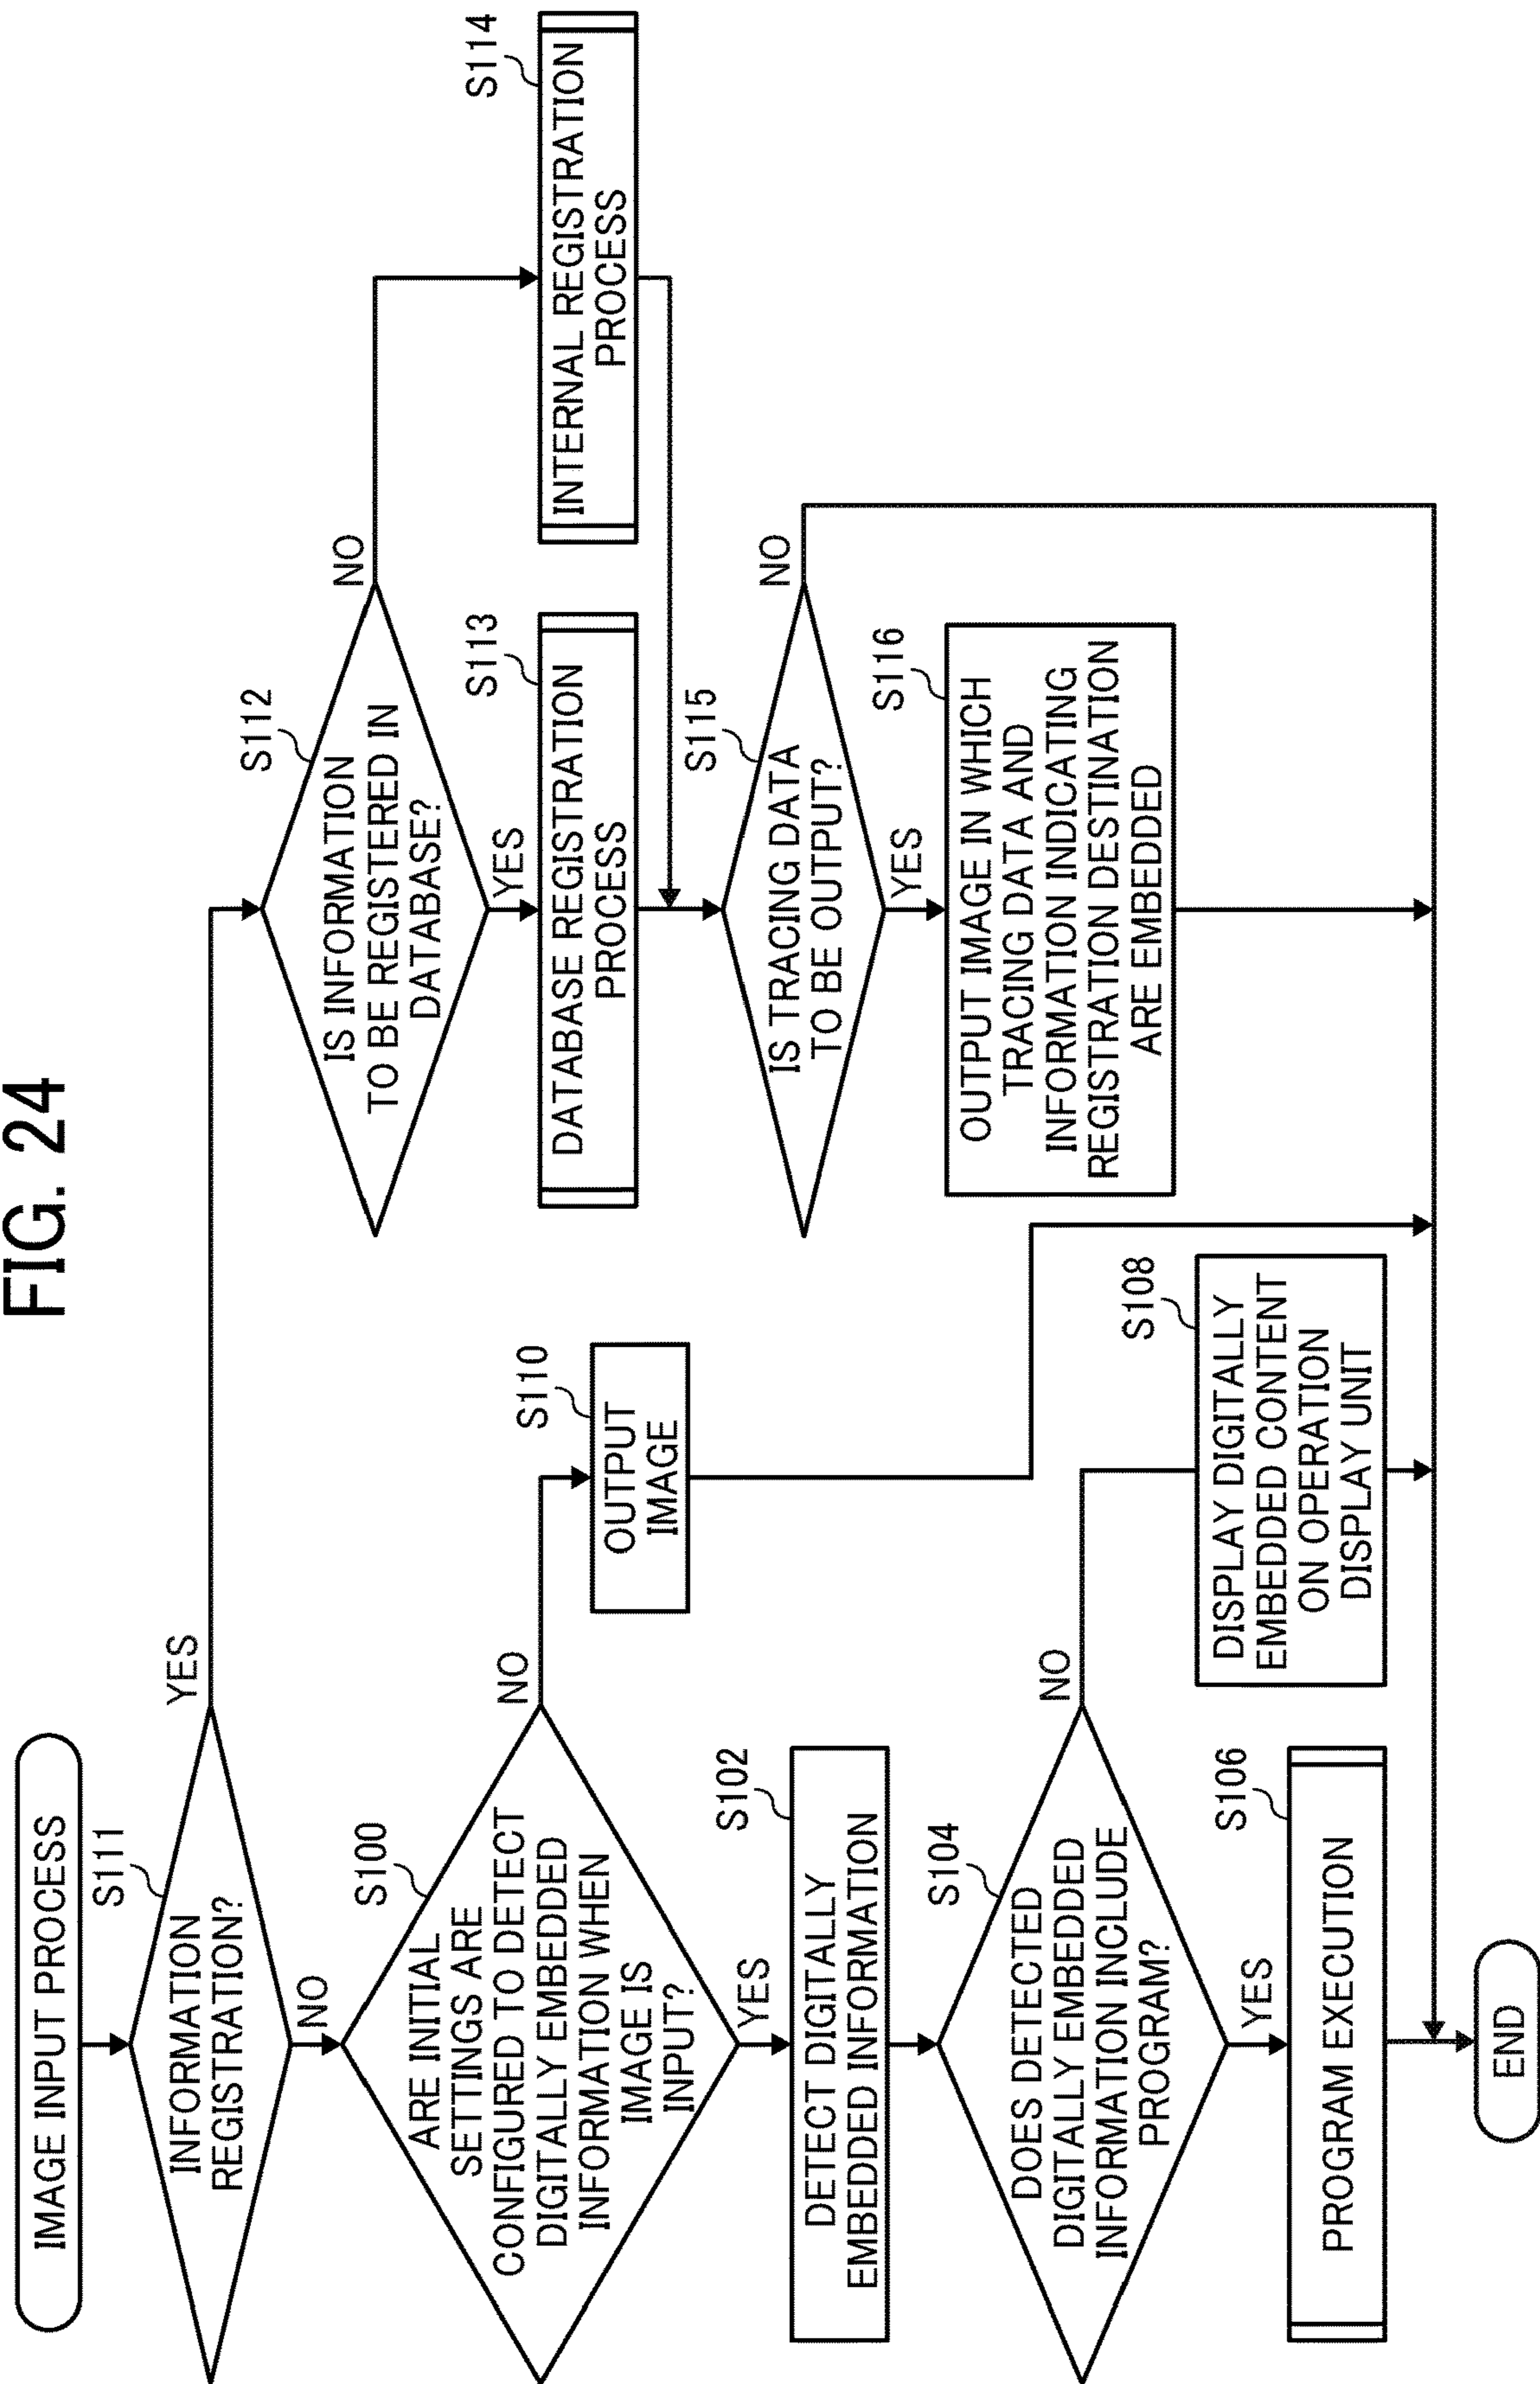 FIG. 24
IMAGE INPUT PROCESS
S111
INFORMATION
REGISTRATION?
YES
NO
S100
ARE INITIAL
SETTINGS ARE
CONFIGURED TO DETECT
DIGITALLY EMBEDDED
INFORMATION WHEN
IMAGE IS
INPUT?
NO
YES
S110
OUTPUT
IMAGE
S102
DETECT DIGITALLY
EMBEDDED INFORMATION
S104
DOES DETECTED
DIGITALLY EMBEDDED
INFORMATION INCLUDE
PROGRAM?
NO
YES
S108
DISPLAY DIGITALLY
EMBEDDED CONTENT
ON OPERATION
DISPLAY UNIT
S106
PROGRAM EXECUTION
END
S112
IS INFORMATION
TO BE REGISTERED IN
DATABASE?
NO
YES
S113
DATABASE REGISTRATION
PROCESS
S114
INTERNAL REGISTRATION
PROCESS
S115
IS TRACING DATA
TO BE OUTPUT?
NO
YES
S116
OUTPUT IMAGE IN WHICH
TRACING DATA AND
INFORMATION INDICATING
REGISTRATION DESTINATION
ARE EMBEDDED